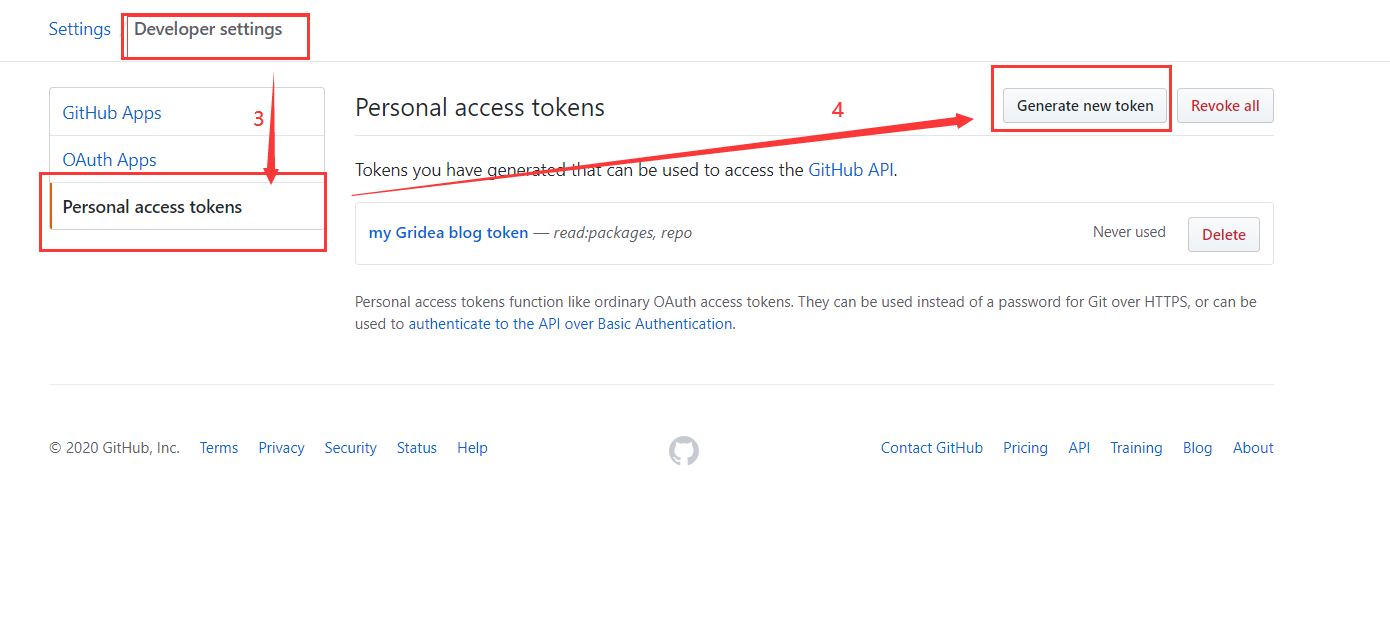 Settings Developer settings
GitHub Apps
3
OAuth Apps
Personal access tokens
Personal access tokens
4
Generate new token
Revoke all
Tokens you have generated that can be used to access the GitHub API.
my Gridea blog token — read:packages, repo
Never used
Delete
Personal access tokens function like ordinary OAuth access tokens. They can be used instead of a password for Git over HTTPS, or can be
used to authenticate to the API over Basic Authentication.
© 2020 GitHub, Inc. Terms Privacy Security Status Help Contact GitHub Pricing API Training Blog About